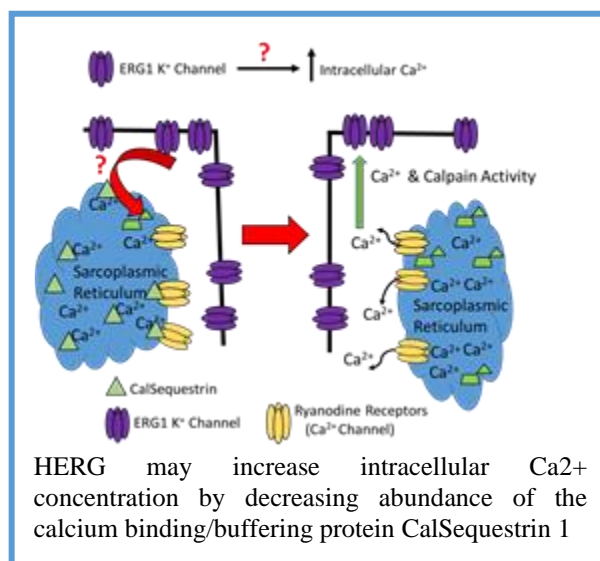 ?
ERG1 K⁺ Channel
Intracellular Ca²⁺
?
Ca²⁺
Ca²⁺
Ca²⁺
Ca²⁺
Sarcoplasmic
Reticulum
Ca²⁺
Ca²⁺
Ca²⁺
Ca²⁺
Ca²⁺
Ca²⁺ & Calpain Activity
Ca²⁺
Ca²⁺
Ca²⁺
Ca²⁺
Ca²⁺ Ca²⁺
Sarcoplasmic
Reticulum
Ca²⁺ Ca²⁺
Ca²⁺
Ca²⁺
CalSequestrin
ERG1 K⁺ Channel
Ryanodine Receptors
(Ca²⁺ Channel)
HERG may increase intracellular Ca2+
concentration by decreasing abundance of the
calcium binding/buffering protein CalSequestrin 1